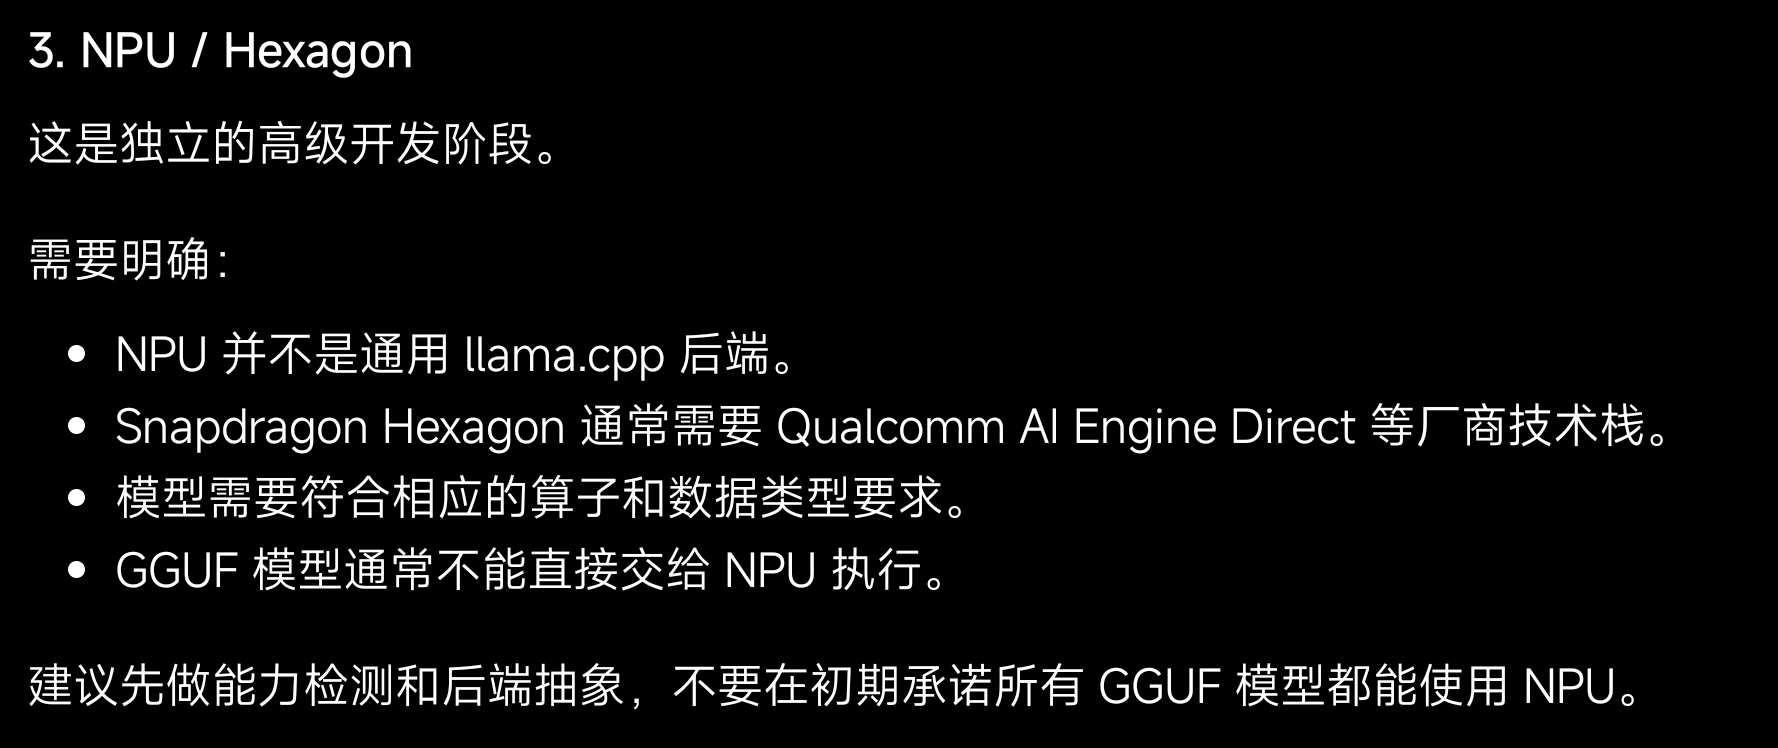 3. NPU / Hexagon
这是独立的高级开发阶段。
需要明确：
• NPU 并不是通用 llama.cpp 后端。
• Snapdragon Hexagon 通常需要 Qualcomm AI Engine Direct 等厂商技术栈。
• 模型需要符合相应的算子和数据类型要求。
• GGUF 模型通常不能直接交给 NPU 执行。
建议先做能力检测和后端抽象，不要在初期承诺所有 GGUF 模型都能使用 NPU。